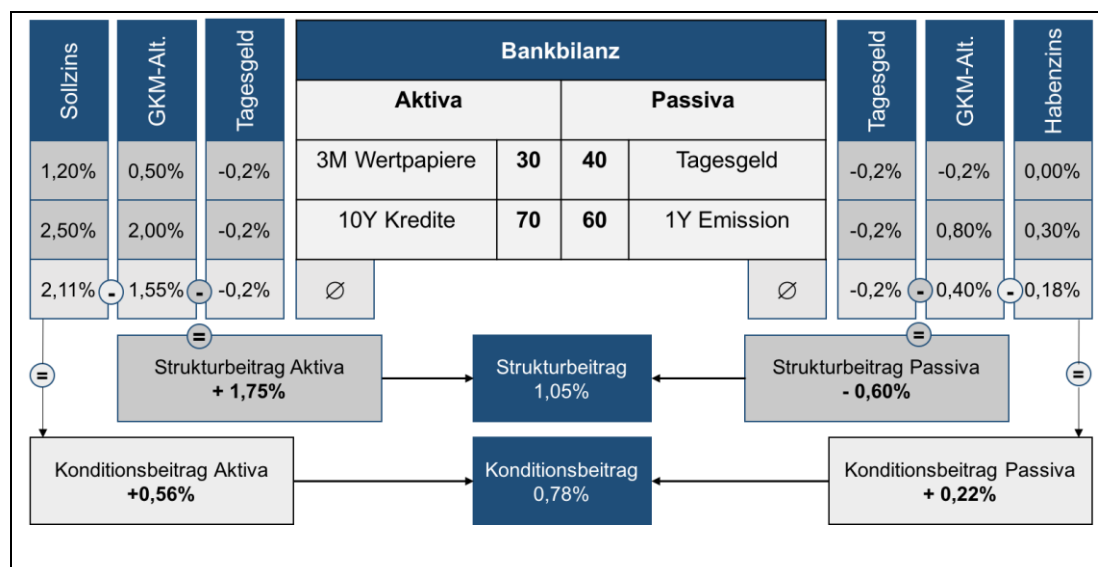 Sollzins
GKM-Alt.
Tagesgeld
Bankbilanz
Tagesgeld
GKM-Alt.
Habenzins
Aktiva
Passiva
1,20%
0,50%
-0,2%
3M Wertpapiere
30
40
Tagesgeld
-0,2%
-0,2%
0,00%
2,50%
2,00%
-0,2%
10Y Kredite
70
60
1Y Emission
-0,2%
0,80%
0,30%
2,11%
-
1,55%
-
-0,2%
∅
∅
-0,2%
-
0,40%
-
0,18%
=
=
=
=
Strukturbeitrag Aktiva
+ 1,75%
Strukturbeitrag
1,05%
Strukturbeitrag Passiva
- 0,60%
Konditionsbeitrag Aktiva
+0,56%
Konditionsbeitrag
0,78%
Konditionsbeitrag Passiva
+ 0,22%